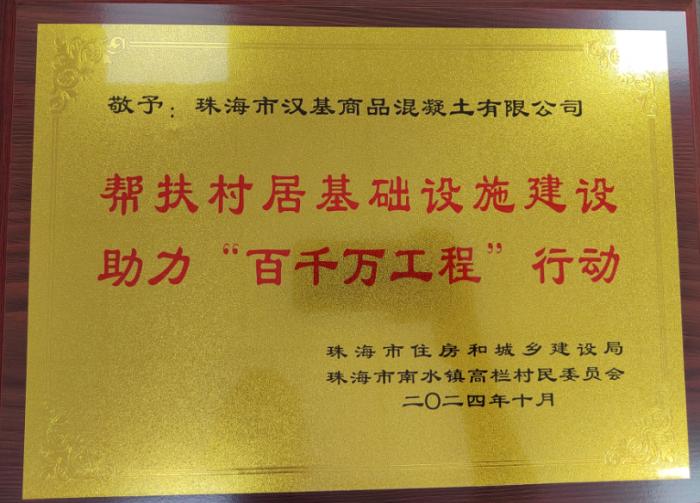 敬予：珠海市汉基商品混凝土有限公司
帮扶村居基础设施建设
助力“百千万工程”行动
珠海市住房和城乡建设局
珠海市南水镇高栏村民委员会
二〇二四年十月